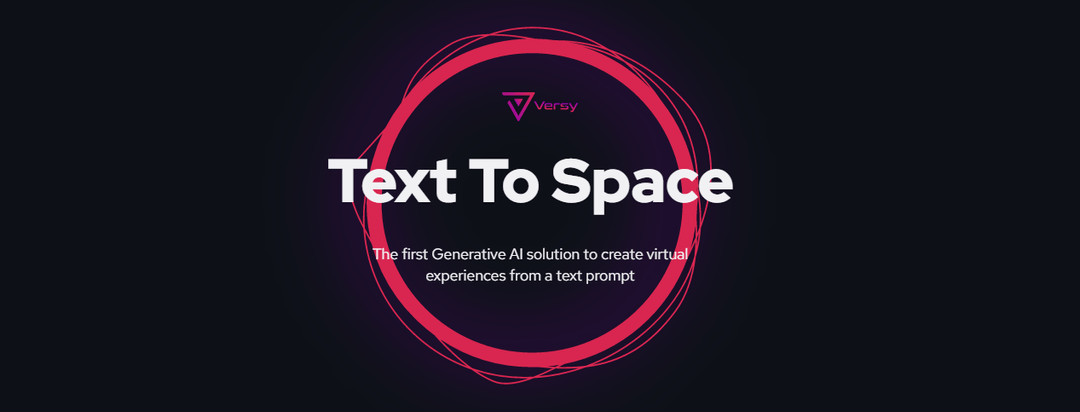 Versy
Text To Space
The first Generative AI solution to create virtual
experiences from a text prompt